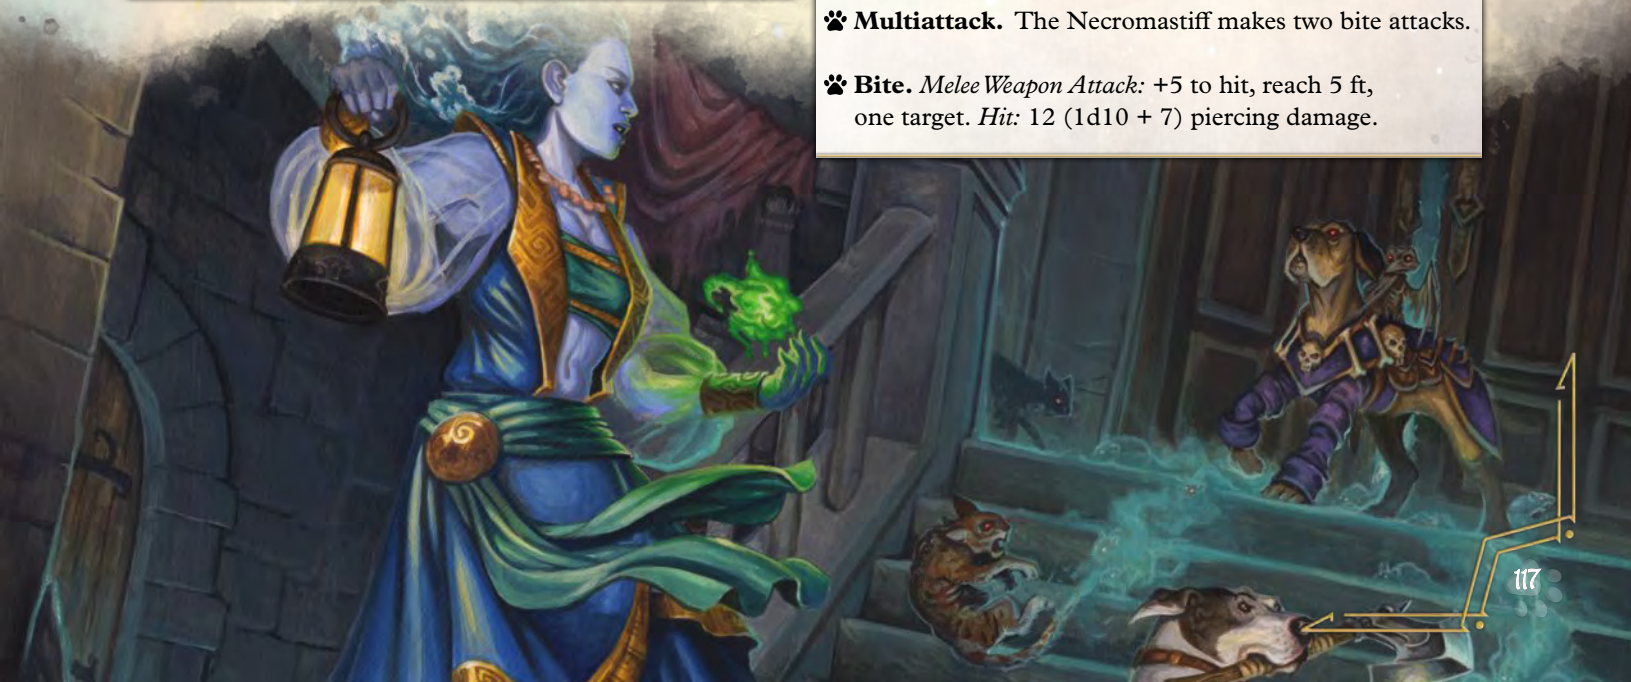 Multiattack. The Necromastiff makes two bite attacks.
Bite. Melee Weapon Attack: +5 to hit, reach 5 ft,
one target. Hit: 12 (1d10 + 7) piercing damage.
117